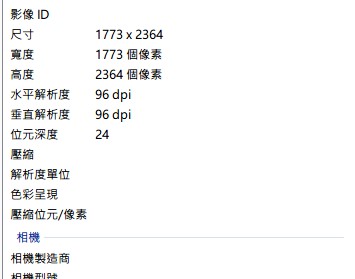 影像 ID
尺寸 1773 x 2364
寬度 1773 個像素
高度 2364 個像素
水平解析度 96 dpi
垂直解析度 96 dpi
位元深度 24
壓縮
解析度單位
色彩呈現
壓縮位元/像素
相機
相機製造商
相機型號